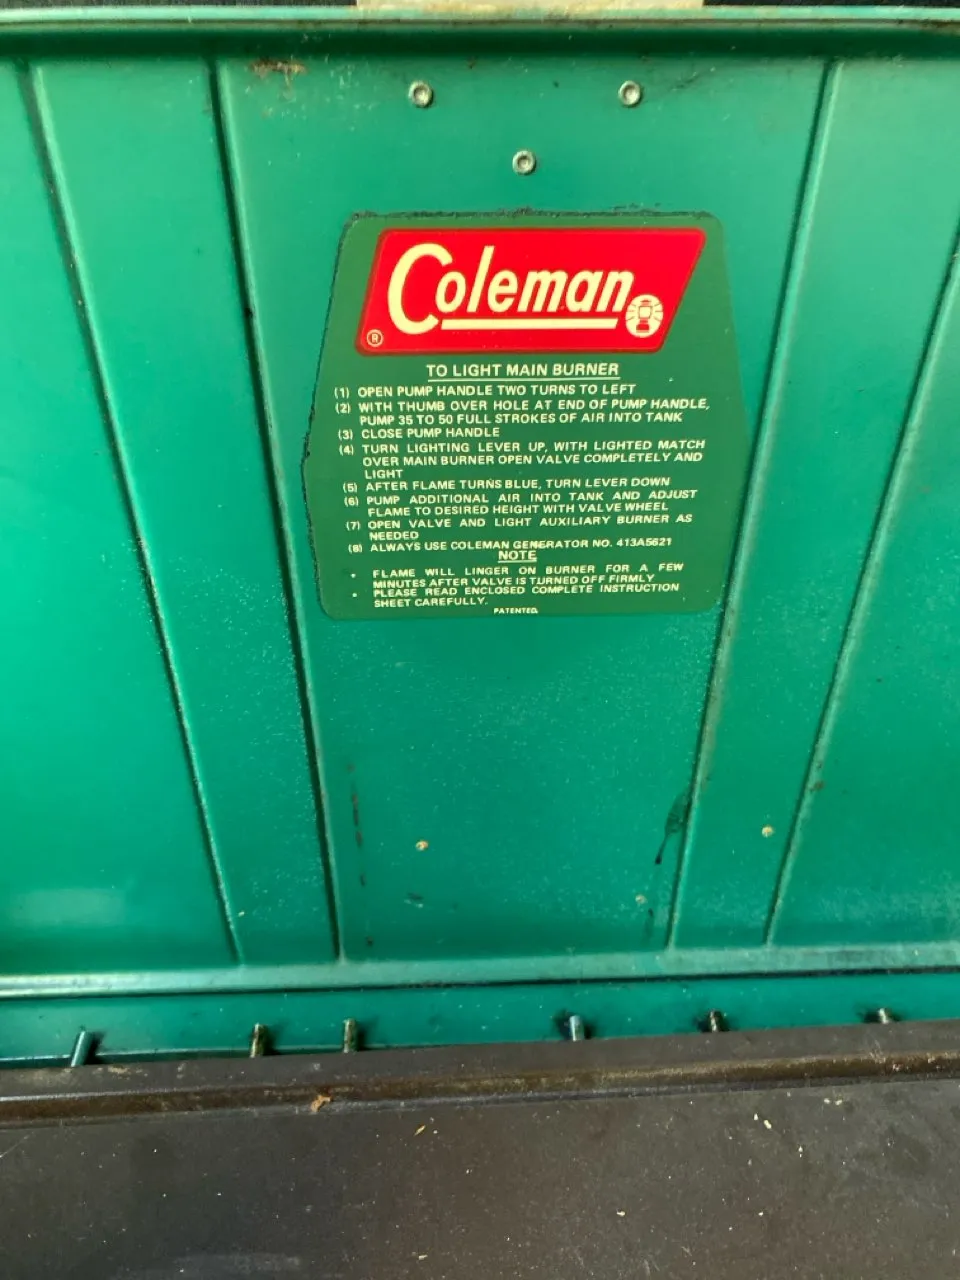 Coleman
®
TO LIGHT MAIN BURNER
(1) OPEN PUMP HANDLE TWO TURNS TO LEFT
(2) WITH THUMB OVER HOLE AT END OF PUMP HANDLE,
PUMP 35 TO 50 FULL STROKES OF AIR INTO TANK
(3) CLOSE PUMP HANDLE
(4) TURN LIGHTING LEVER UP, WITH LIGHTED MATCH
OVER MAIN BURNER OPEN VALVE COMPLETELY AND
LIGHT
(5) AFTER FLAME TURNS BLUE, TURN LEVER DOWN
(6) PUMP ADDITIONAL AIR INTO TANK AND ADJUST
FLAME TO DESIRED HEIGHT WITH VALVE WHEEL
(7) OPEN VALVE AND LIGHT AUXILIARY BURNER AS
NEEDED
(8) ALWAYS USE COLEMAN GENERATOR NO. 413A5621
NOTE
• FLAME WILL LINGER ON BURNER FOR A FEW
MINUTES AFTER VALVE IS TURNED OFF FIRMLY
• PLEASE READ ENCLOSED COMPLETE INSTRUCTION
SHEET CAREFULLY.
PATENTED.